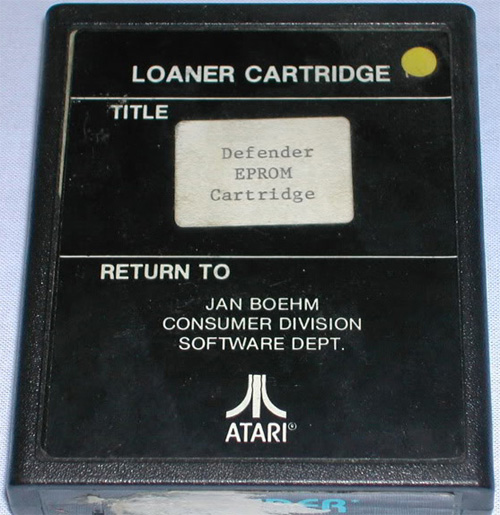 LOANER CARTRIDGE
TITLE
Defender
EPROM
Cartridge
RETURN TO
JAN BOEHM
CONSUMER DIVISION
SOFTWARE DEPT.
ATARI®